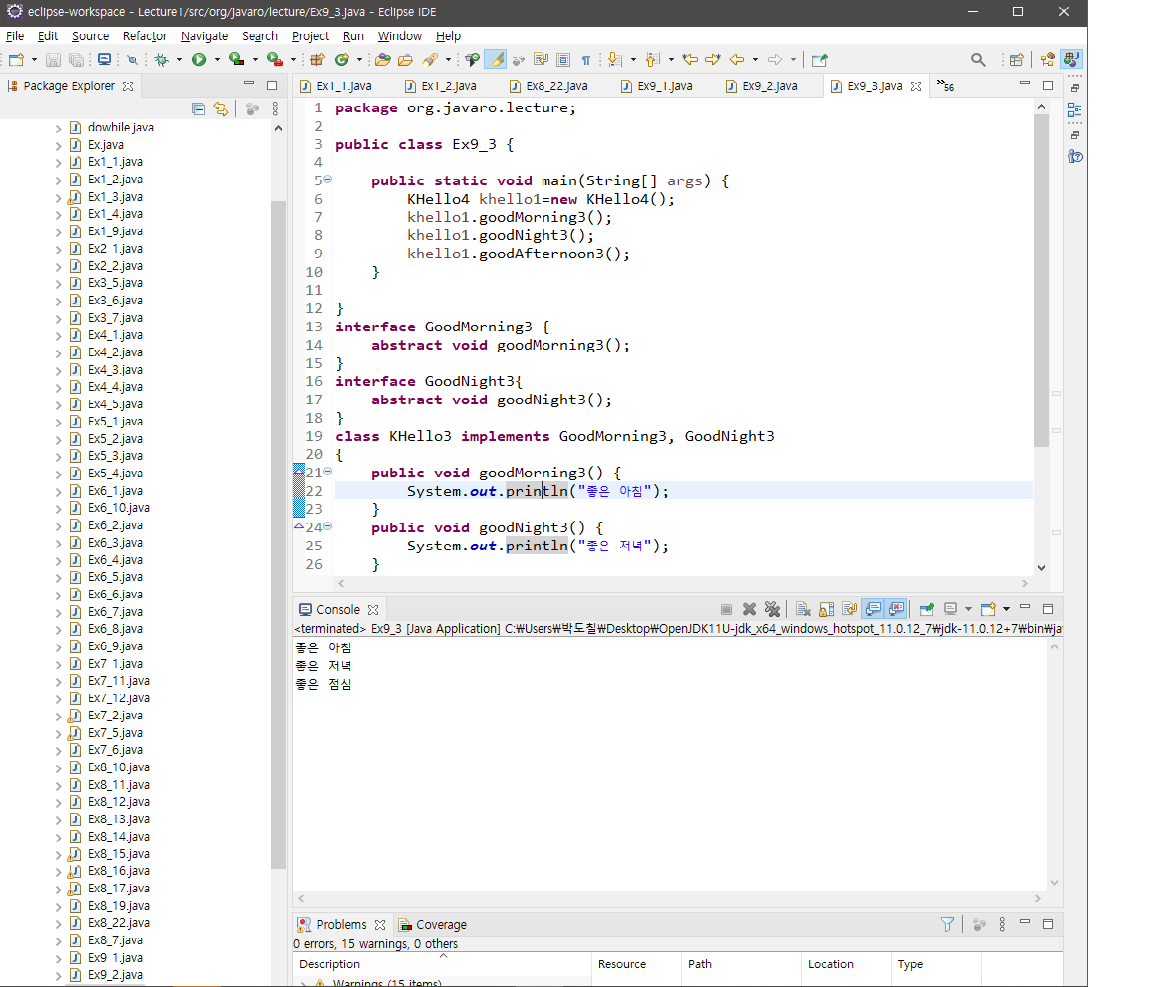 eclipse-workspace - Lecture1/src/org/javaro/lecture/Ex9_3.java - Eclipse IDE
File Edit Source Refactor Navigate Search Project Run Window Help
Package Explorer
dowhile.java
Ex.java
Ex1_1.java
Ex1_2.java
Ex1_3.java
Ex1_4.java
Ex1_9.java
Ex2_1.java
Ex2_2.java
Ex3_5.java
Ex3_6.java
Ex3_7.java
Ex4_1.java
Ex4_2.java
Ex4_3.java
Ex4_4.java
Ex4_5.java
Ex5_1.java
Ex5_2.java
Ex5_3.java
Ex5_4.java
Ex6_1.java
Ex6_10.java
Ex6_2.java
Ex6_3.java
Ex6_4.java
Ex6_5.java
Ex6_6.java
Ex6_7.java
Ex6_8.java
Ex6_9.java
Ex7_1.java
Ex7_11.java
Ex7_12.java
Ex7_2.java
Ex7_5.java
Ex7_6.java
Ex8_10.java
Ex8_11.java
Ex8_12.java
Ex8_13.java
Ex8_14.java
Ex8_15.java
Ex8_16.java
Ex8_17.java
Ex8_19.java
Ex8_22.java
Ex8_7.java
Ex9_1.java
Ex9_2.java
Ex1_1.java Ex1_2.java Ex8_22.java Ex9_1.java Ex9_2.java Ex9_3.java »56
1 package org.javaro.lecture;
2
3 public class Ex9_3 {
4
5 public static void main(String[] args) {
6 KHello4 khello1=new KHello4();
7 khello1.goodMorning3();
8 khello1.goodNight3();
9 khello1.goodAfternoon3();
10 }
11
12 }
13 interface GoodMorning3 {
14 abstract void goodMorning3();
15 }
16 interface GoodNight3{
17 abstract void goodNight3();
18 }
19 class KHello3 implements GoodMorning3, GoodNight3
20 {
21 public void goodMorning3() {
22 System.out.println("좋은 아침");
23 }
24 public void goodNight3() {
25 System.out.println("좋은 저녁");
26 }
Console
<terminated> Ex9_3 [Java Application] C:₩Users₩박도칠₩Desktop₩OpenJDK11U-jdk_x64_windows_hotspot_11.0.12_7₩jdk-11.0.12+7₩bin₩ja
좋은 아침
좋은 저녁
좋은 점심
Problems Coverage
0 errors, 15 warnings, 0 others
Description Resource Path Location Type
Warnings (15 items)